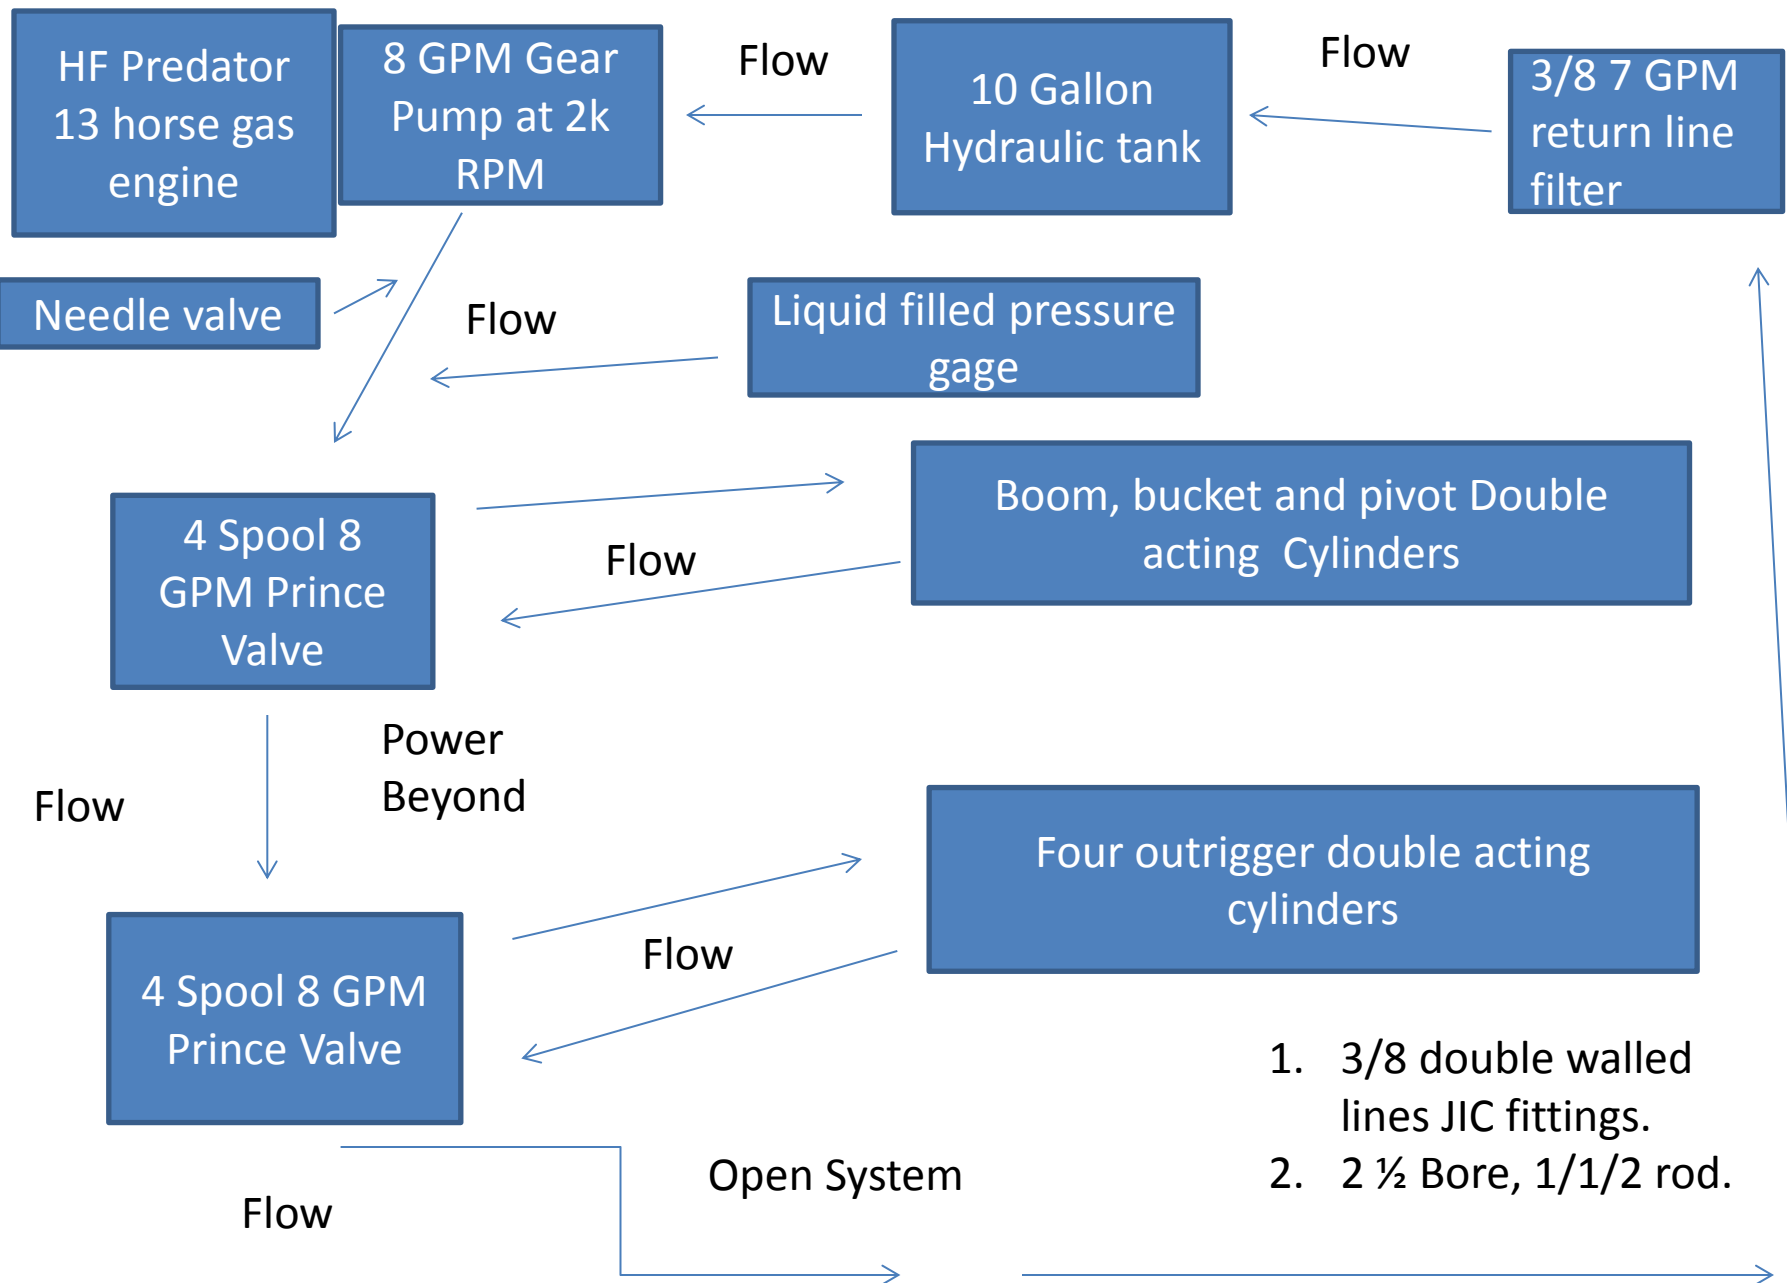 HF Predator
13 horse gas
engine
8 GPM Gear
Pump at 2k
RPM
Flow
10 Gallon
Hydraulic tank
Flow
3/8 7 GPM
return line
filter
Needle valve
Flow
Liquid filled pressure
gage
4 Spool 8
GPM Prince
Valve
Flow
Boom, bucket and pivot Double
acting  Cylinders
Power
Beyond
Flow
Four outrigger double acting
cylinders
4 Spool 8 GPM
Prince Valve
Flow
1. 3/8 double walled
lines JIC fittings.
2. 2 ½ Bore, 1/1/2 rod.
Open System
Flow